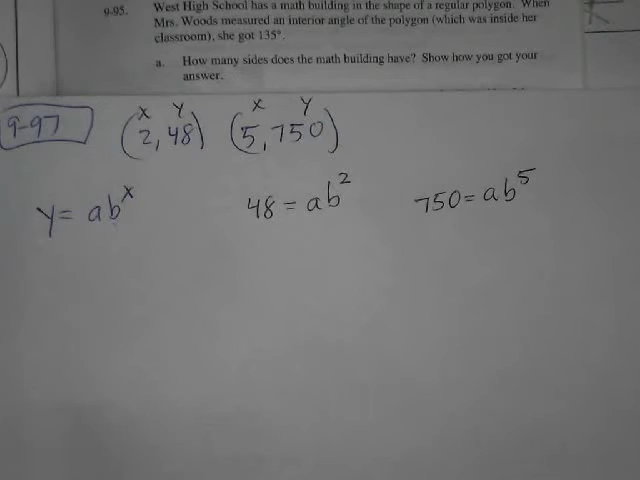 9-95. West High School has a math building in the shape of a regular polygon. When
Mrs. Woods measured an interior angle of the polygon (which was inside her
classroom), she got 135°.
a. How many sides does the math building have? Show how you got your
answer.
x y x y
9-97 (2,48) (5,750)
y = ab^x 48 = ab^2 750 = ab^5